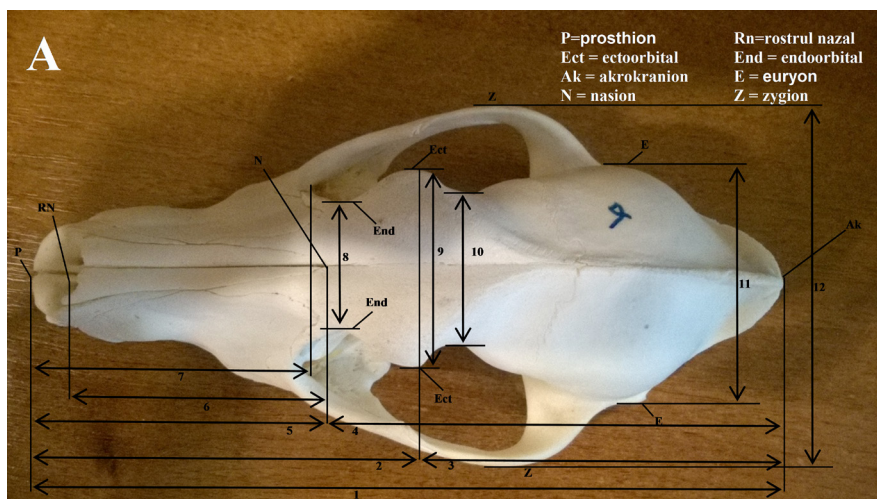 A
P=prosthion
Rn=rostrul nazal
Ect = ectoorbital
End = endoorbital
Ak = akrokranion
E = euryon
N = nasion
Z = zygion
Z
N
Ect
E
RN
P
End
Ak
8
9
10
11
12
End
7
6
Ect
E
5
4
2
3
Z
1